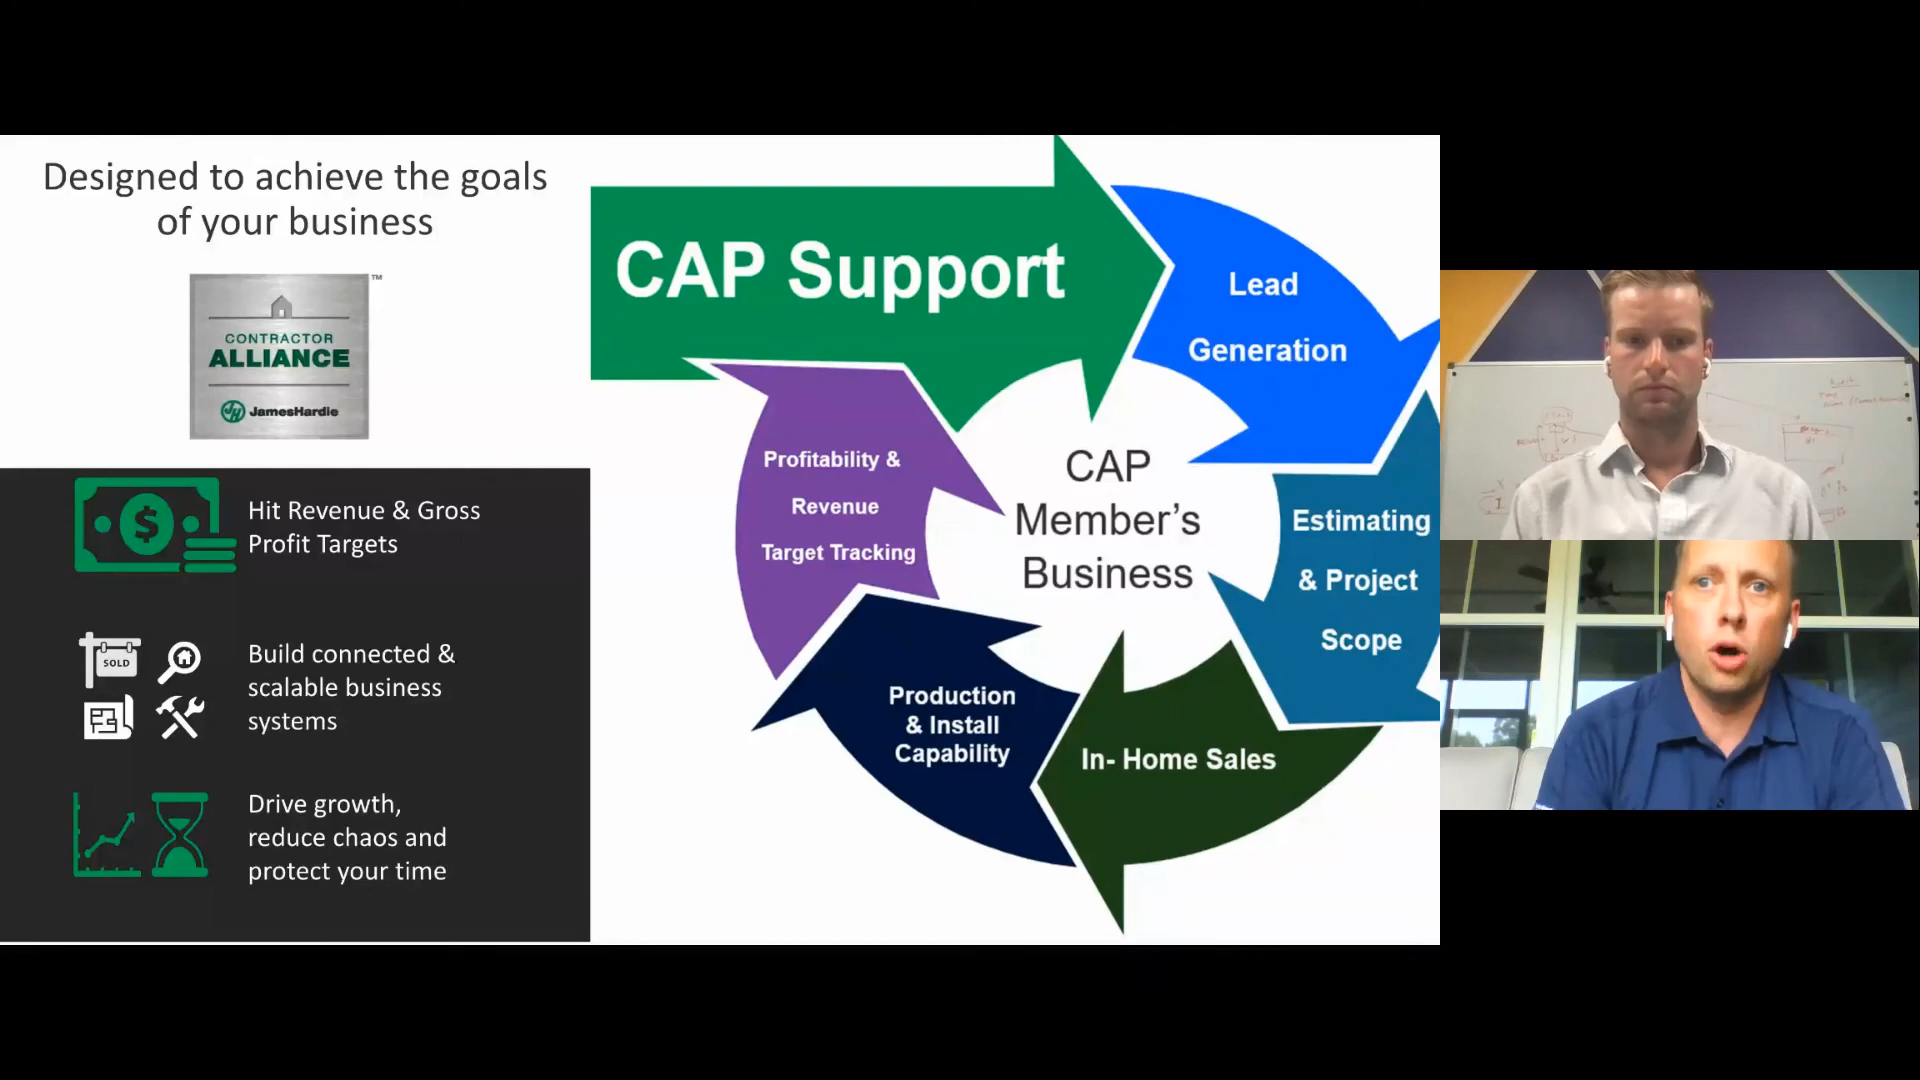 Designed to achieve the goals
of your business
TM
CONTRACTOR
ALLIANCE
JH JamesHardie
$
Hit Revenue & Gross
Profit Targets
SOLD
Build connected &
scalable business
systems
Drive growth,
reduce chaos and
protect your time
CAP Support
Lead
Generation
Estimating
& Project
Scope
In- Home Sales
Production
& Install
Capability
Profitability &
Revenue
Target Tracking
CAP
Member’s
Business